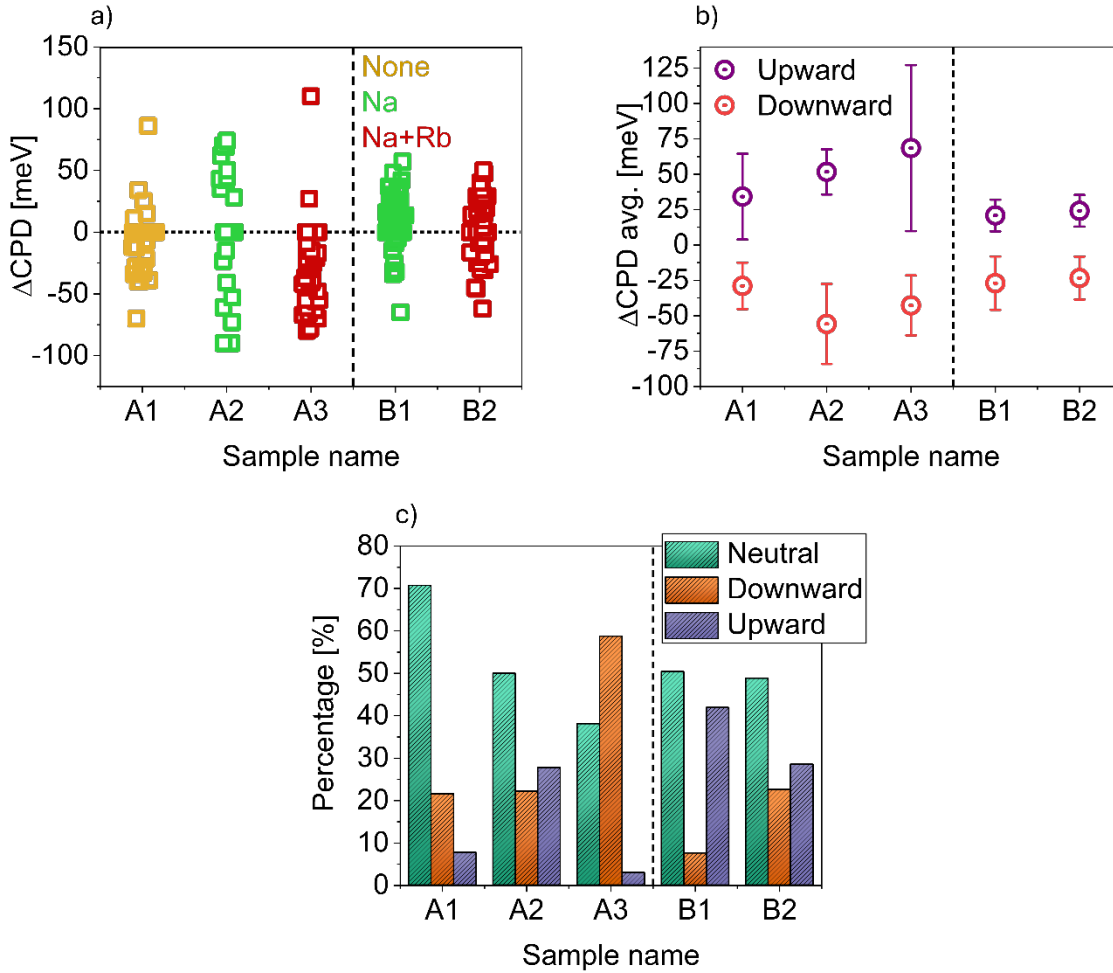 a)
ΔCPD [meV]
150
100
50
0
-50
-100
None
Na
Na+Rb
A1 A2 A3 B1 B2
Sample name
b)
ΔCPD avg. [meV]
125
100
75
50
25
0
-25
-50
-75
-100
Upward
Downward
A1 A2 A3 B1 B2
Sample name
c)
Percentage [%]
80
70
60
50
40
30
20
10
0
Neutral
Downward
Upward
A1 A2 A3 B1 B2
Sample name